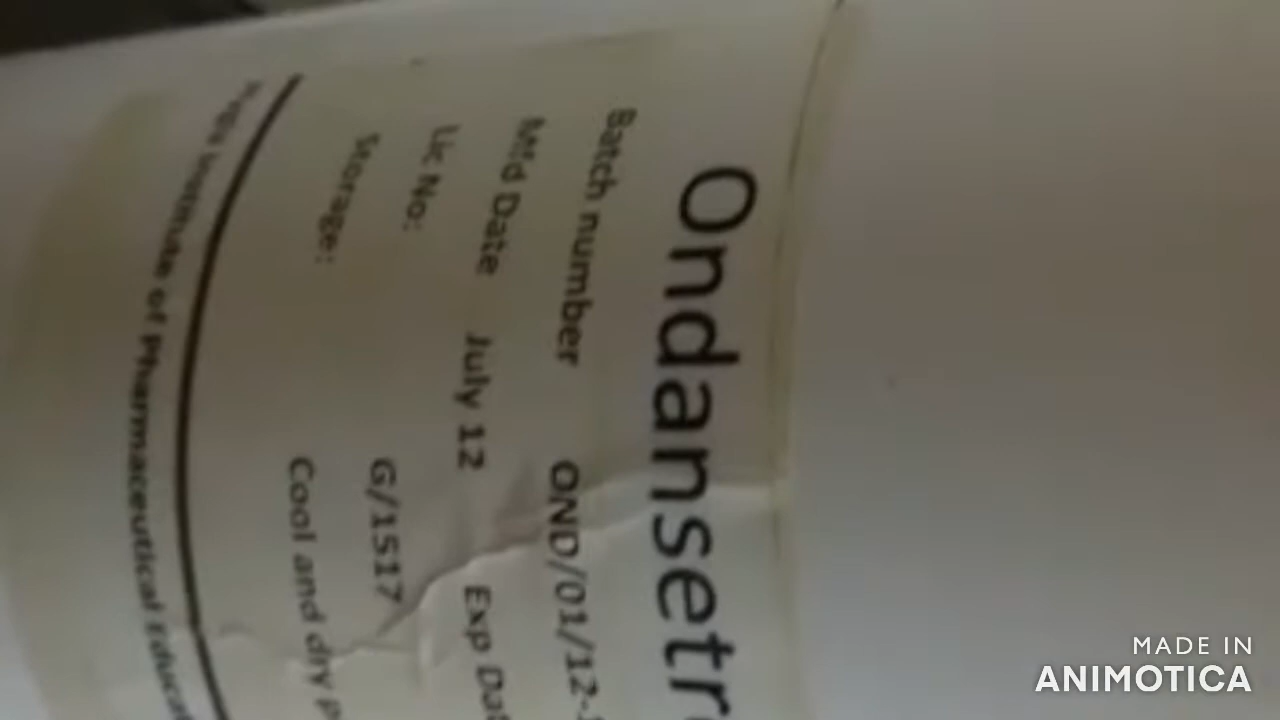 Ondansetr
Batch number OND/01/12-
Mfd Date July 12 Exp Dat
Lic No: G/1517
Storage: Cool and dry p
Institute of Pharmaceutical Educat
MADE IN
ANIMOTICA